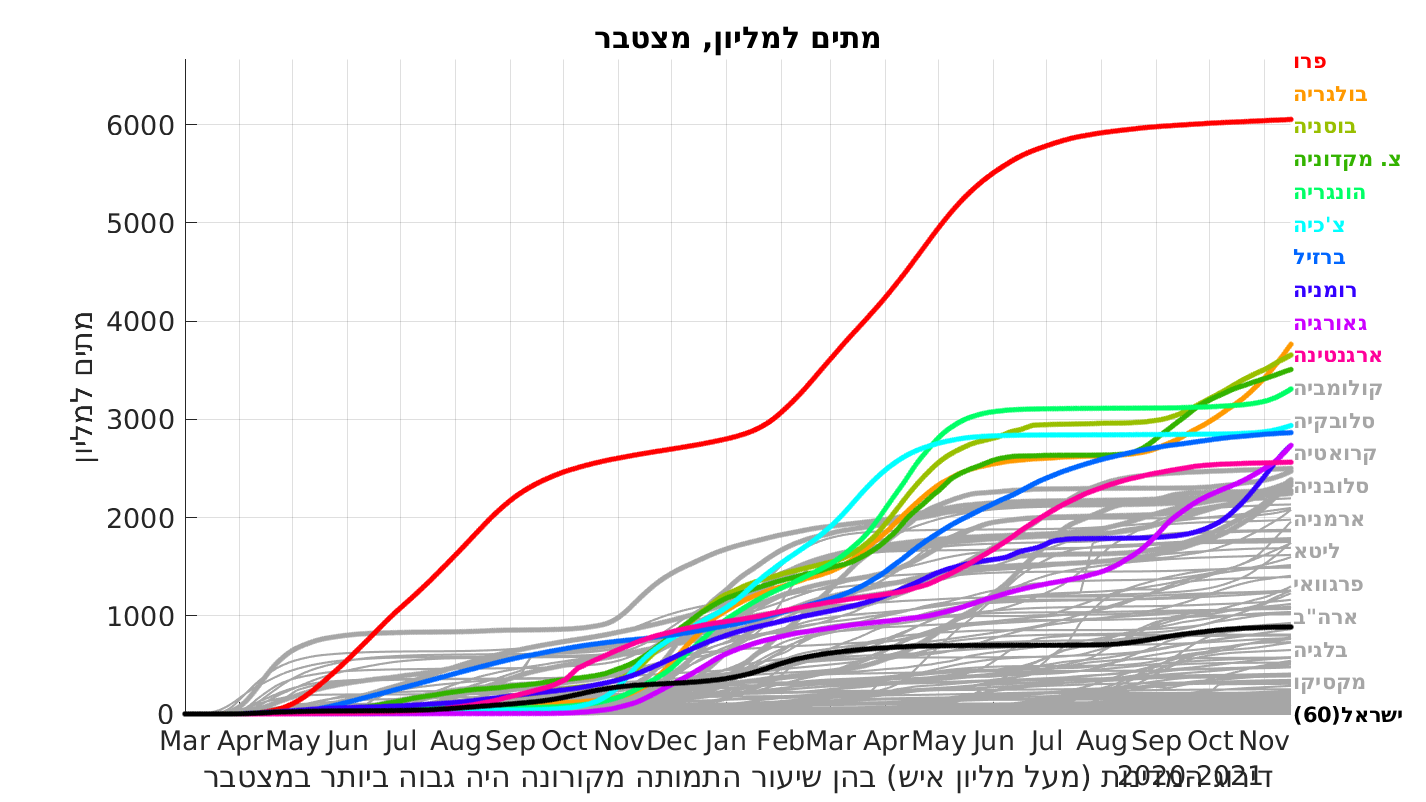 מתים למליון, מצטבר
מתים למליון
6000
5000
4000
3000
2000
1000
0
Mar Apr May Jun Jul Aug Sep Oct Nov Dec Jan Feb Mar Apr May Jun Jul Aug Sep Oct Nov
פרו
בולגריה
בוסניה
צ. מקדוניה
הונגריה
צ'כיה
ברזיל
רומניה
גאורגיה
ארגנטינה
קולומביה
סלובקיה
קרואטיה
סלובניה
ארמניה
ליטא
פרגוואי
ארה"ב
בלגיה
מקסיקו
ישראל(60)
דירוג המדינות (מעל מליון איש) בהן שיעור התמותה מקורונה היה גבוה ביותר במצטבר
2020-2021